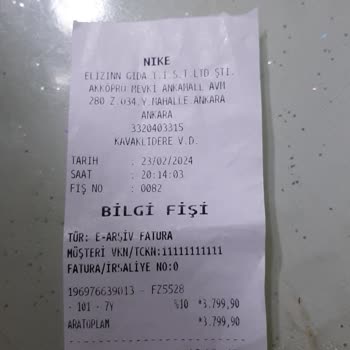 NIKE
ELIZINN GIDA T.İ.S.T.LTD ŞTİ.
AKKÖPRÜ MEVKİ ANKAMALL AVM
280 Z 034 Y MAHALLE ANKARA
ANKARA
3320403315
KAVAKLIDERE V.D.
TARIH : 23/02/2024
SAAT : 20:14:03
FİŞ NO : 0082
BİLGİ FİŞİ
TÜR: E-ARŞİV FATURA
MÜŞTERİ VKN/TCKN:11111111111
FATURA/İRSALİYE NO:0
196976639013 - FZ5528
- 101 - 7Y %10 *3.799,90
ARATOPLAM *3.799,90